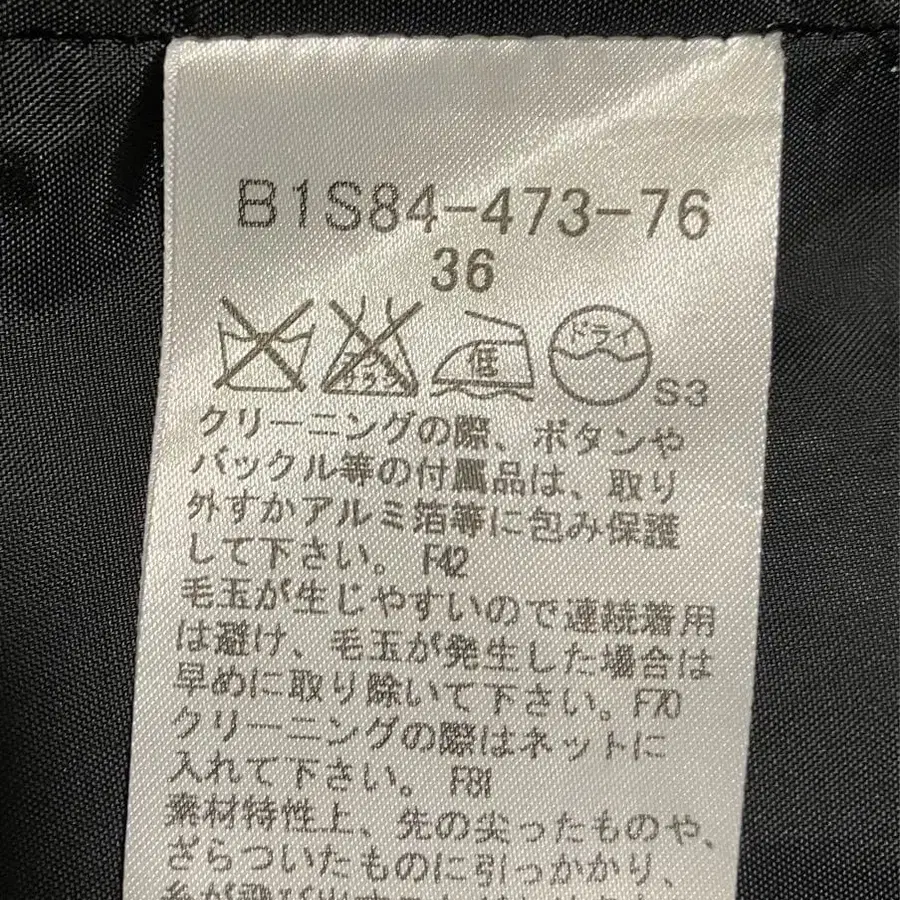 B1S84-473-76
36
低 ドライ
S3
クリーニングの際、ボタンや
バックル等の付属品は、取り
外すかアルミ箔等に包み保護
して下さい。 F42
毛玉が生じやすいので連続着用
は避け、毛玉が発生した場合は
早めに取り除いて下さい。F70
クリーニングの際はネットに
入れて下さい。 F81
素材特性上、先の尖ったものや、
ざらついたものに引っかかり、
糸が飛び出す